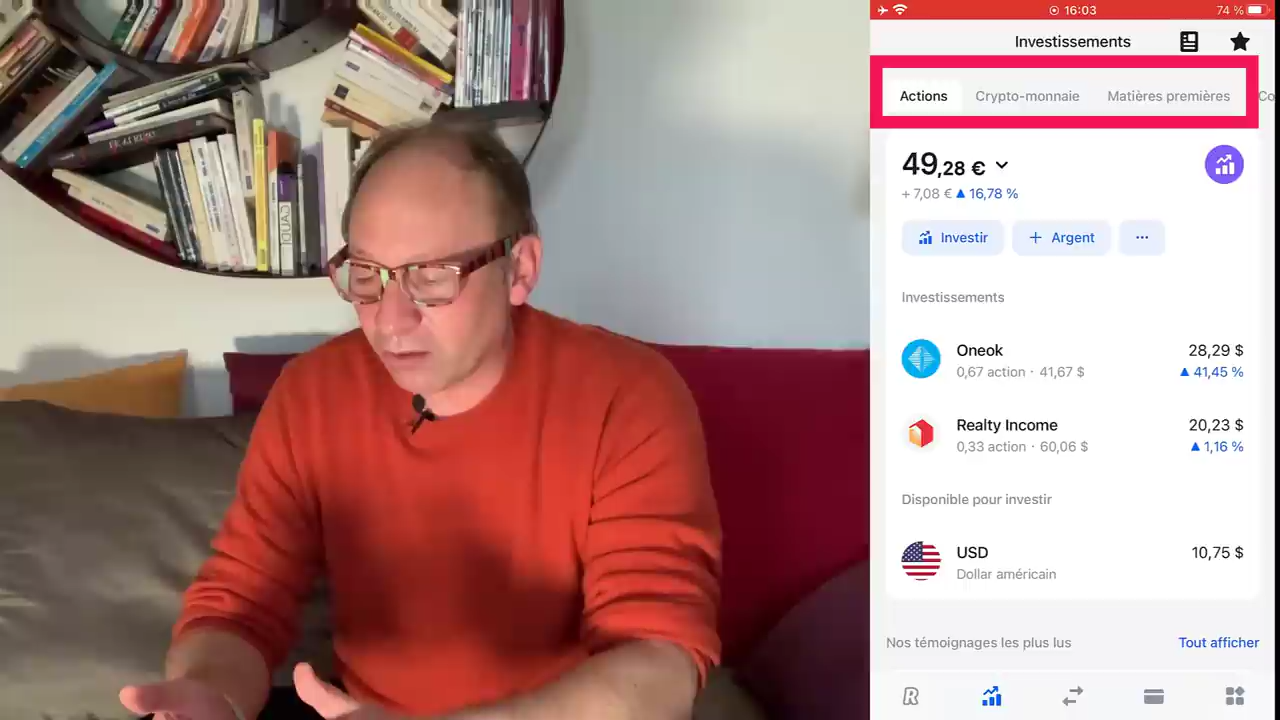 16:03
74 %
Investissements
Actions
Crypto-monnaie
Matières premières
Co
49,28 €
+ 7,08 € ▲ 16,78 %
Investir
+ Argent
...
Investissements
Oneok
28,29 $
0,67 action · 41,67 $
▲ 41,45 %
Realty Income
20,23 $
0,33 action · 60,06 $
▲ 1,16 %
Disponible pour investir
USD
10,75 $
Dollar américain
Nos témoignages les plus lus
Tout afficher
R
GAUDI